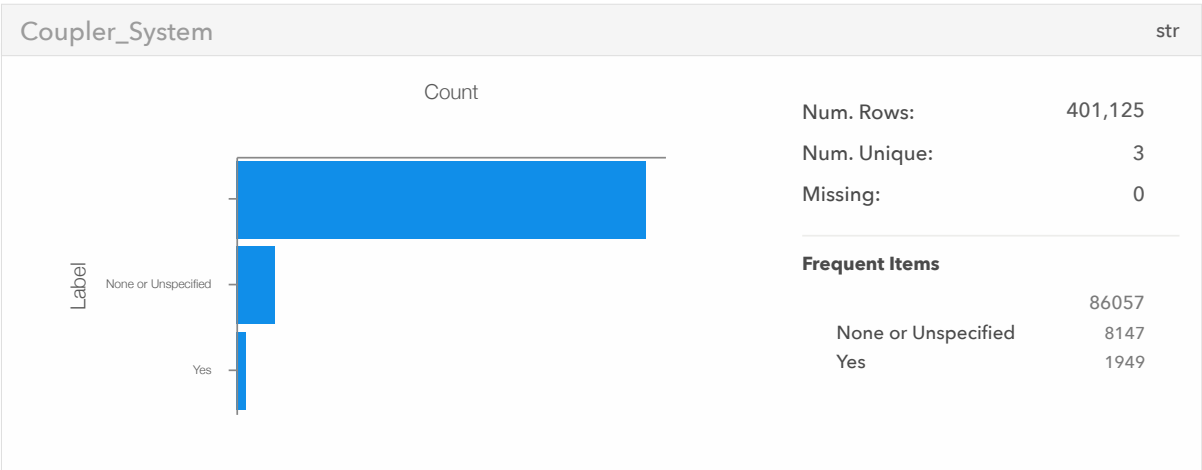 Coupler_System str
Count
Label
None or Unspecified
Yes
Num. Rows: 401,125
Num. Unique: 3
Missing: 0
Frequent Items
86057
None or Unspecified 8147
Yes 1949